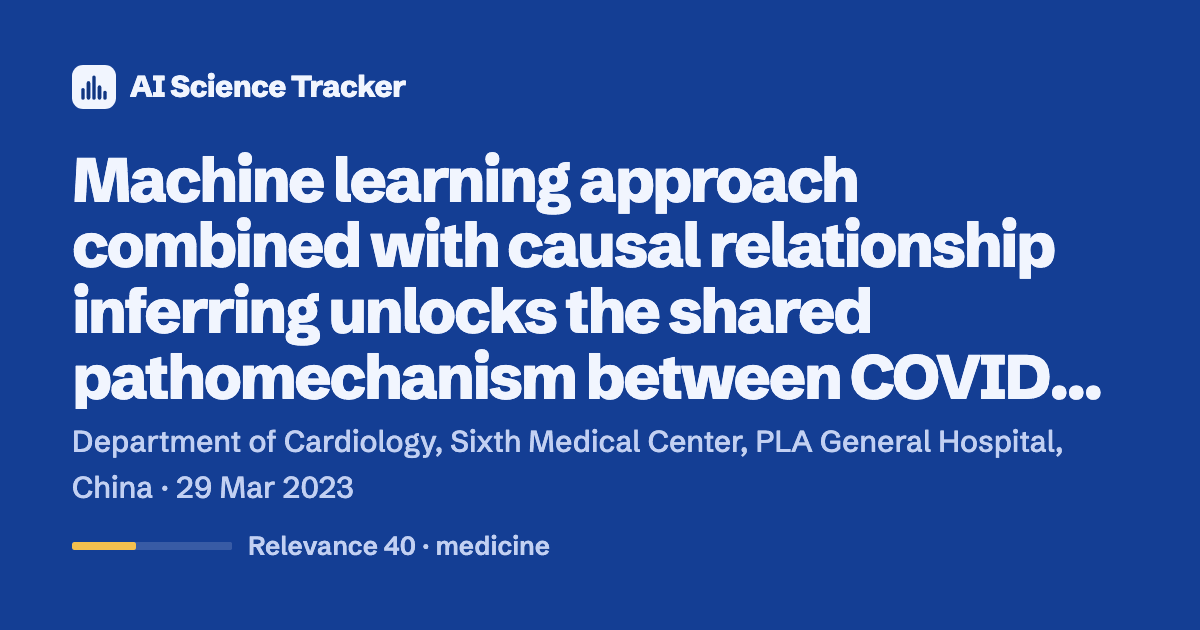 AI Science Tracker
Machine learning approach
combined with causal relationship
inferring unlocks the shared
pathomechanism between COVID...
Department of Cardiology, Sixth Medical Center, PLA General Hospital,
China · 29 Mar 2023
Relevance 40 · medicine